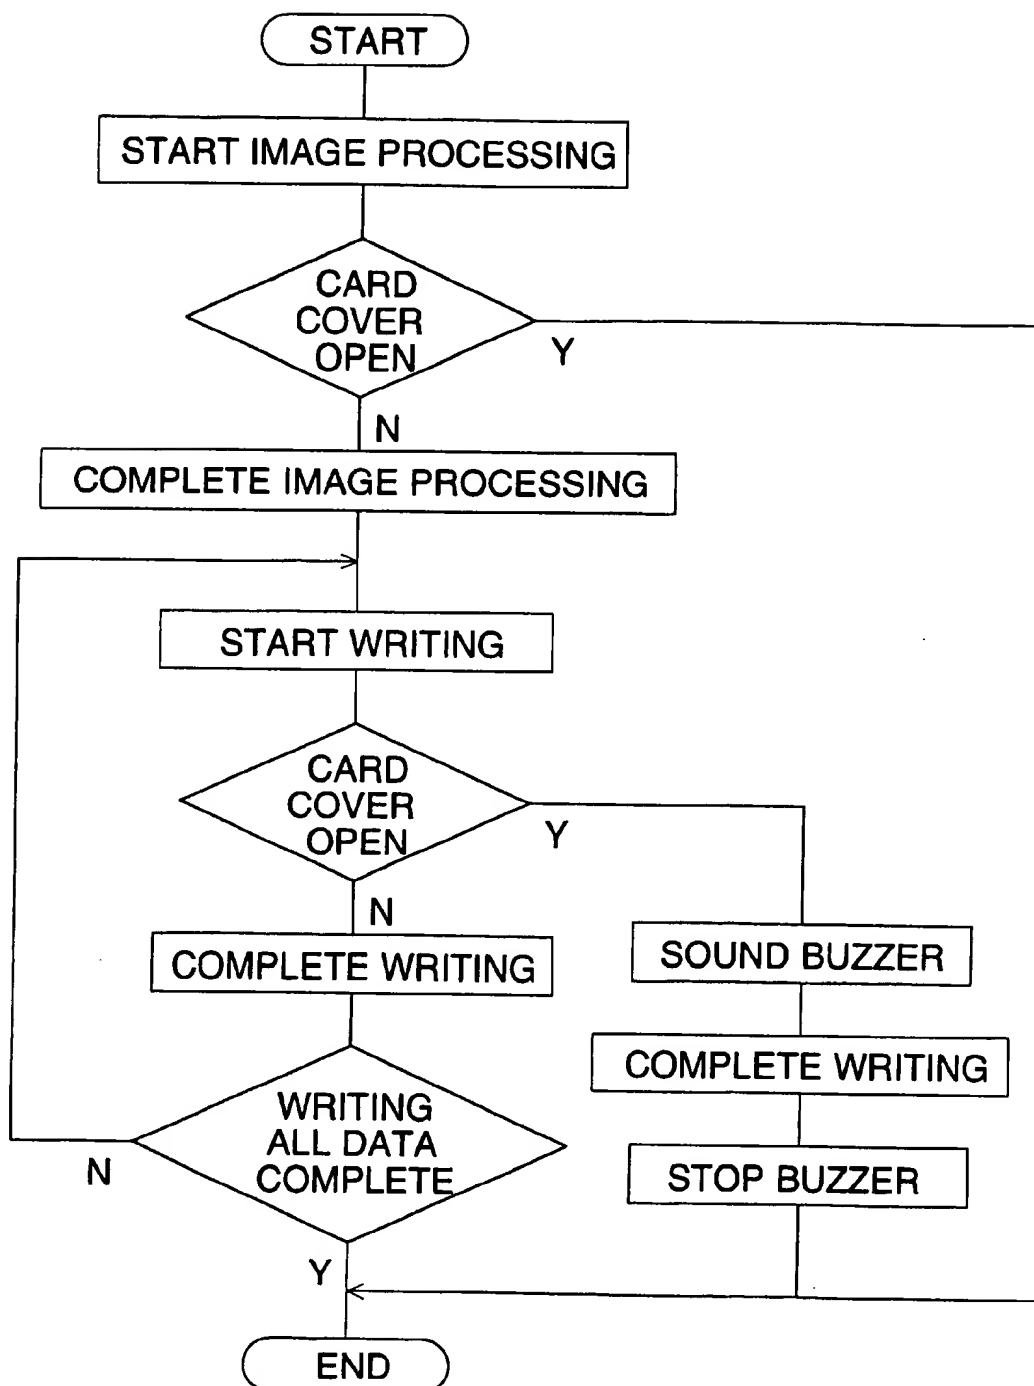 START
START IMAGE PROCESSING
CARD
COVER
OPEN
Y
N
COMPLETE IMAGE PROCESSING
START WRITING
CARD
COVER
OPEN
Y
N
COMPLETE WRITING
SOUND BUZZER
COMPLETE WRITING
WRITING
ALL DATA
COMPLETE
N
STOP BUZZER
Y
END